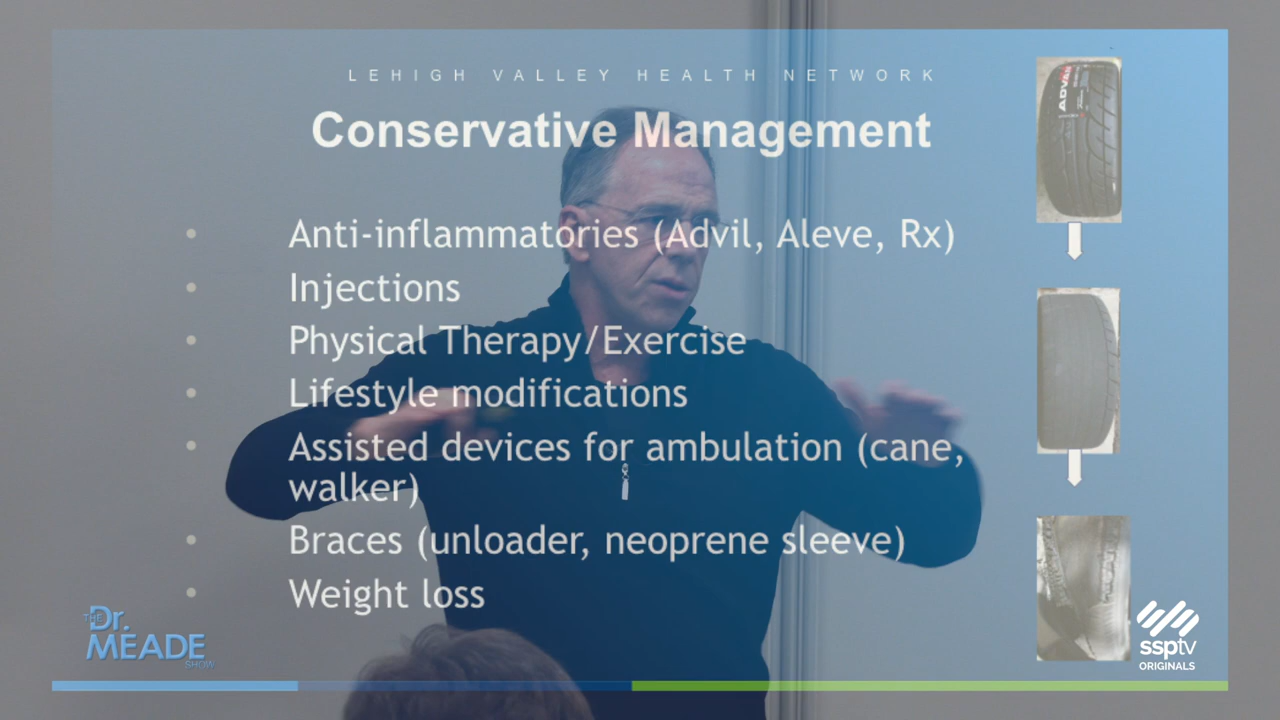 LEHIGH VALLEY HEALTH NETWORK
Conservative Management
• Anti-inflammatories (Advil, Aleve, Rx)
• Injections
• Physical Therapy/Exercise
• Lifestyle modifications
• Assisted devices for ambulation (cane,
walker)
• Braces (unloader, neoprene sleeve)
• Weight loss
ADVAN
THE Dr.
MEADE
SHOW
ssptv
ORIGINALS